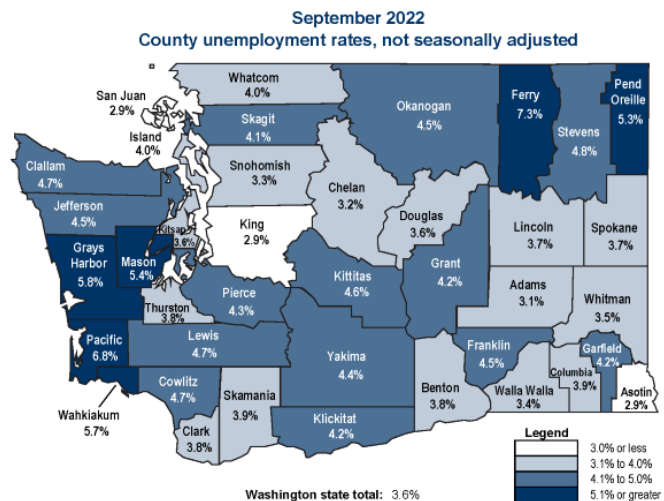 September 2022
County unemployment rates, not seasonally adjusted
Whatcom
4.0%
San Juan
2.9%
Island
4.0%
Skagit
4.1%
Okanogan
4.5%
Ferry
7.3%
Stevens
4.8%
Pend
Oreille
5.3%
Clallam
4.7%
Snohomish
3.3%
Chelan
3.2%
Jefferson
4.5%
Kitsap
3.6%
King
2.9%
Douglas
3.6%
Lincoln
3.7%
Spokane
3.7%
Grays
Harbor
5.8%
Mason
5.4%
Kittitas
4.6%
Grant
4.2%
Adams
3.1%
Whitman
3.5%
Thurston
3.8%
Pierce
4.3%
Pacific
6.8%
Lewis
4.7%
Yakima
4.4%
Franklin
4.5%
Garfield
4.2%
Wahkiakum
5.7%
Cowlitz
4.7%
Skamania
3.9%
Benton
3.8%
Walla Walla
3.4%
Columbia
3.9%
Asotin
2.9%
Clark
3.8%
Klickitat
4.2%
Legend
3.0% or less
3.1% to 4.0%
4.1% to 5.0%
5.1% or greater
Washington state total: 3.6%